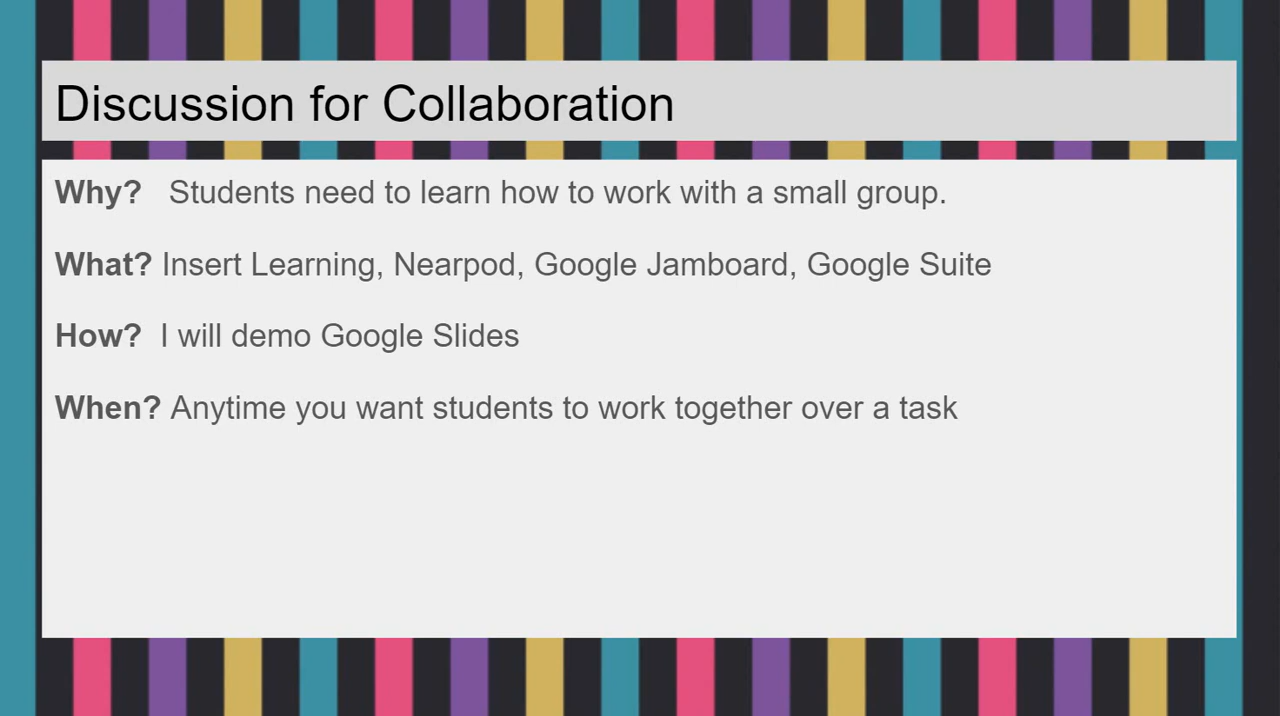 Discussion for Collaboration
Why? Students need to learn how to work with a small group.
What? Insert Learning, Nearpod, Google Jamboard, Google Suite
How? I will demo Google Slides
When? Anytime you want students to work together over a task